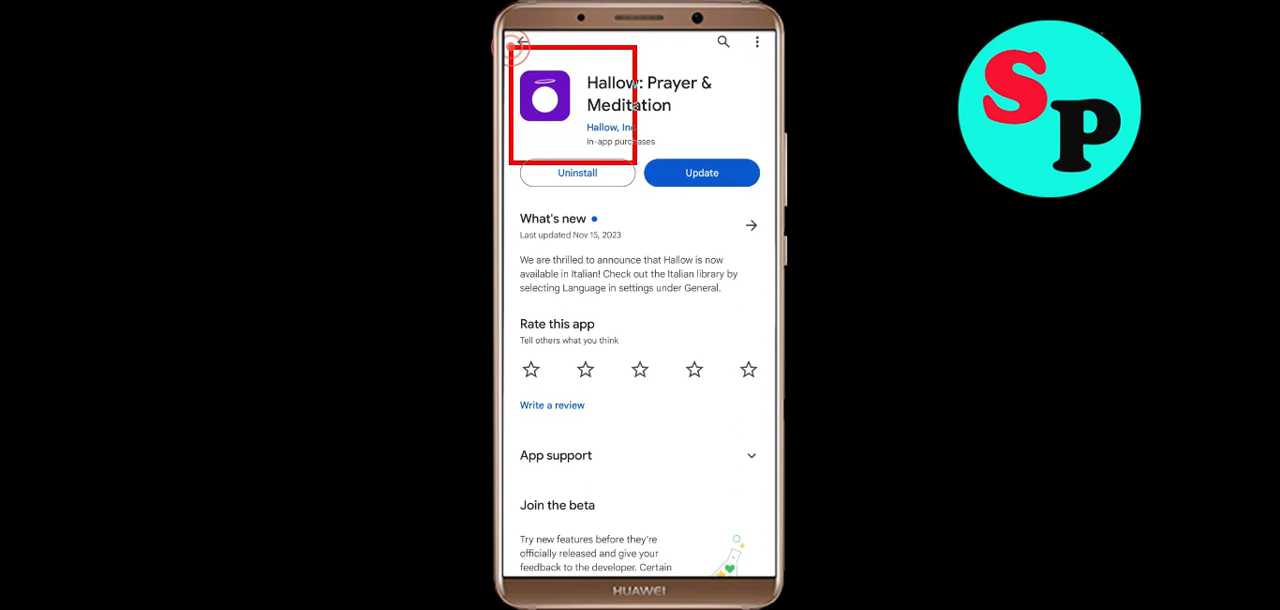 Hallow: Prayer &
Meditation
Hallow, Inc.
In-app purchases
Uninstall
Update
What's new
Last updated Nov 15, 2023
We are thrilled to announce that Hallow is now
available in Italian! Check out the Italian library by
selecting Language in settings under General.
Rate this app
Tell others what you think
Write a review
App support
Join the beta
Try new features before they're
officially released and give your
feedback to the developer. Certain
HUAWEI
SP